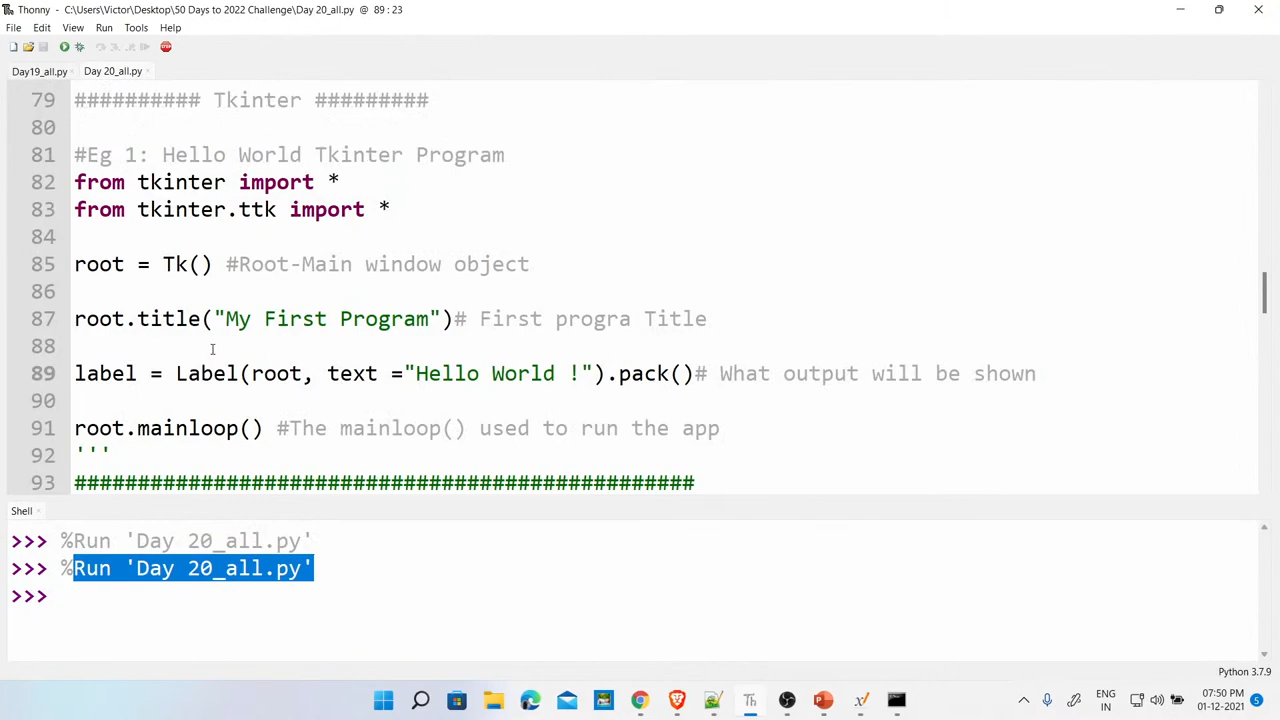 Thonny - C:\Users\Victor\Desktop\50 Days to 2022 Challenge\Day 20_all.py @ 89 : 23
File Edit View Run Tools Help
STOP
Day19_all.py × Day 20_all.py ×
79 ########## Tkinter #########
80
81 #Eg 1: Hello World Tkinter Program
82 from tkinter import *
83 from tkinter.ttk import *
84
85 root = Tk() #Root-Main window object
86
87 root.title("My First Program")# First progra Title
88
89 label = Label(root, text ="Hello World !").pack()# What output will be shown
90
91 root.mainloop() #The mainloop() used to run the app
92 '''
93 #################################################
Shell ×
>>> %Run 'Day 20_all.py'
>>> %Run 'Day 20_all.py'
>>>
Python 3.7.9
Th
ENG
IN
07:50 PM
01-12-2021
5